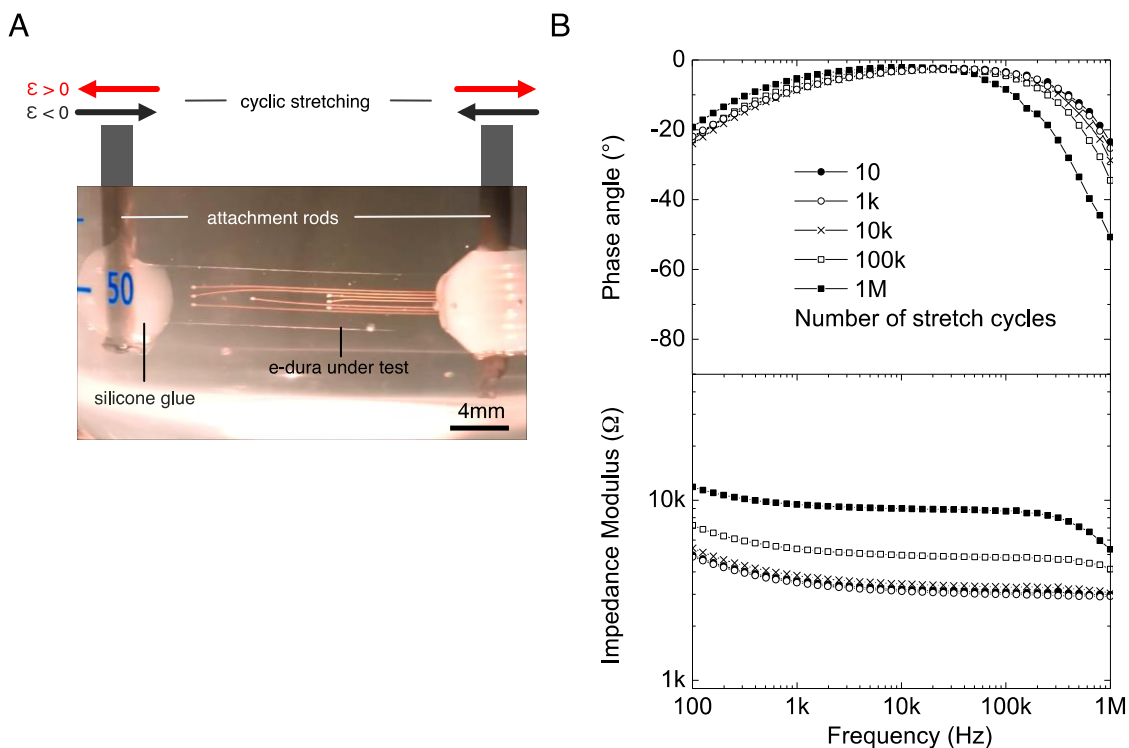 A
B
ε > 0
ε < 0
cyclic stretching
attachment rods
50
e-dura under test
silicone glue
4mm
0
-20
-40
-60
-80
Phase angle (°)
10
1k
10k
100k
1M
Number of stretch cycles
10k
1k
Impedance Modulus (Ω)
100
1k
10k
100k
1M
Frequency (Hz)